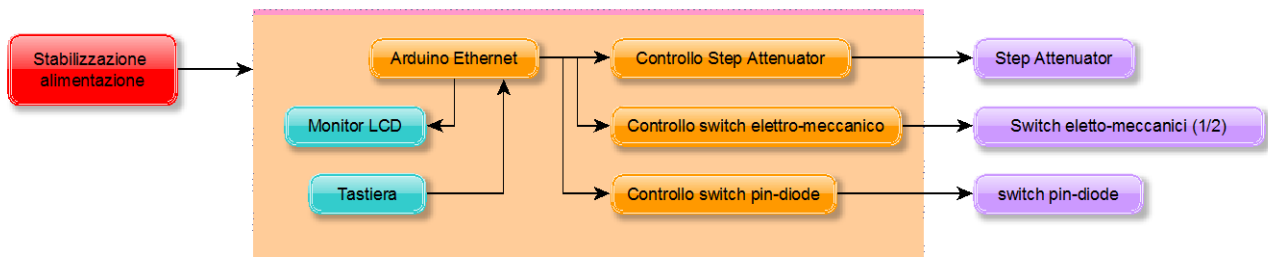 Stabilizzazione
alimentazione
Arduino Ethernet
Controllo Step Attenuator
Step Attenuator
Monitor LCD
Controllo switch elettro-meccanico
Switch eletto-meccanici (1/2)
Tastiera
Controllo switch pin-diode
switch pin-diode